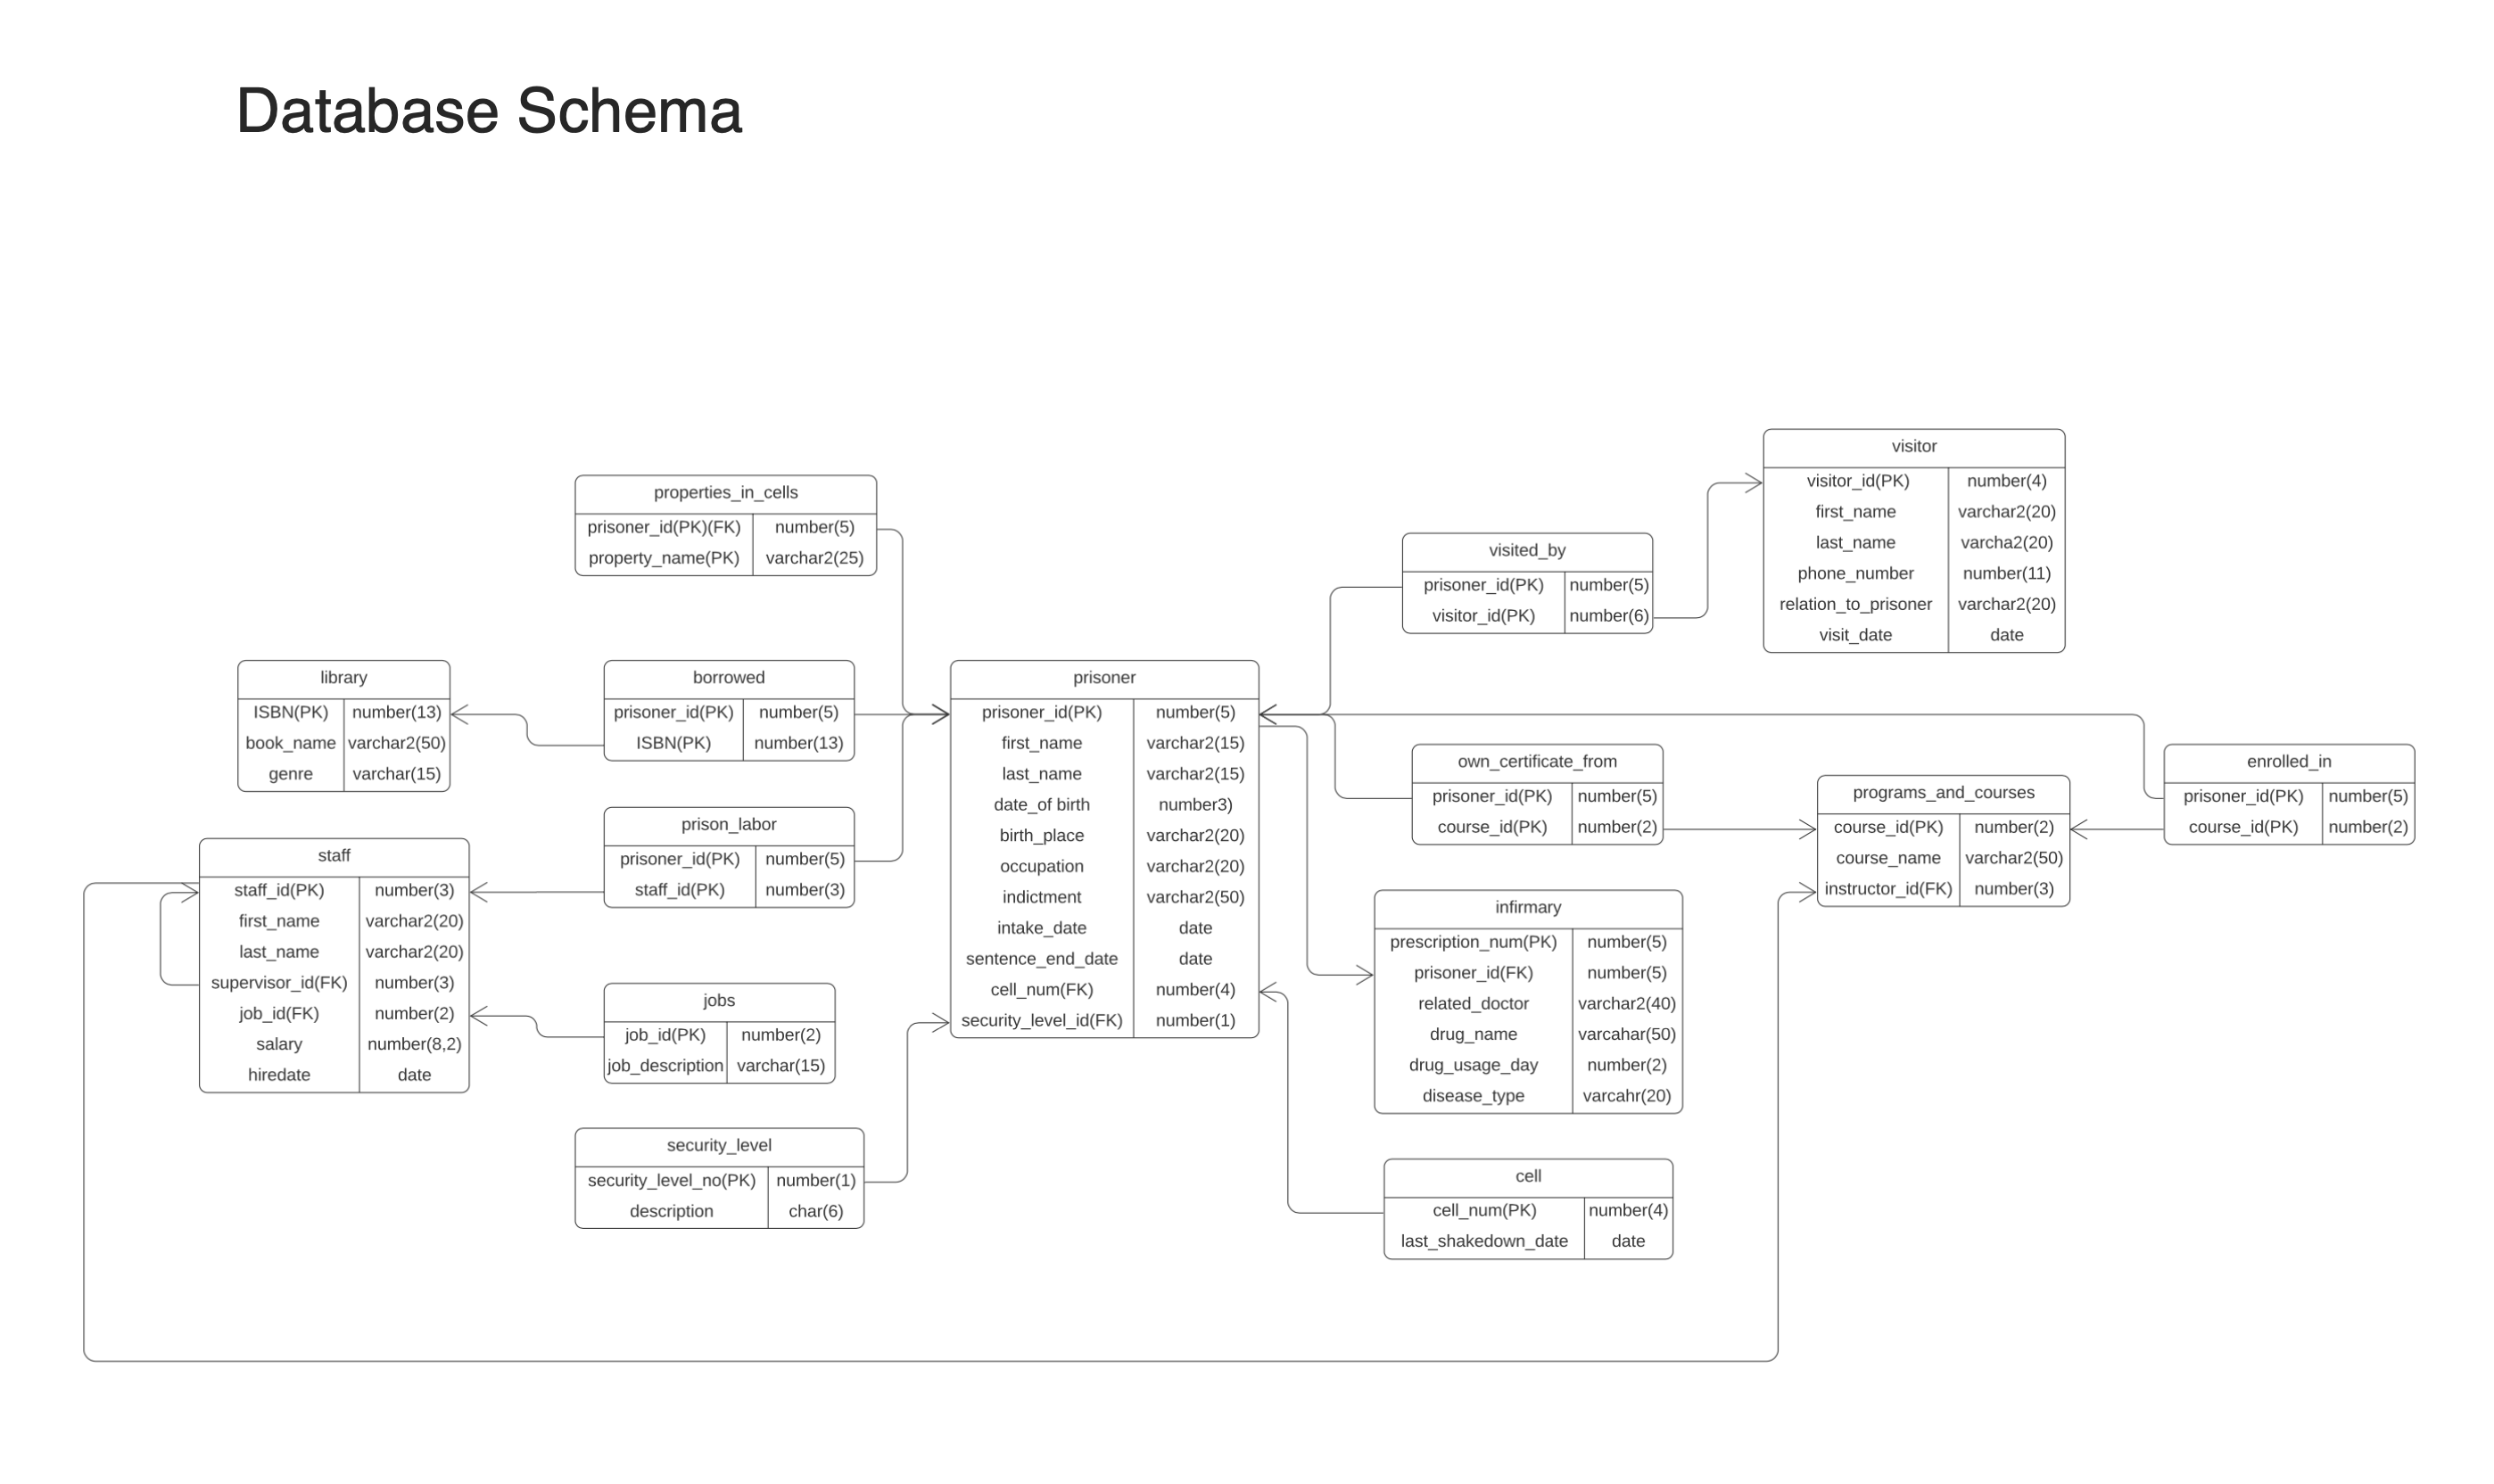 Database Schema
visitor
visitor_id(PK) number(4)
first_name varchar2(20)
last_name varcha2(20)
phone_number number(11)
relation_to_prisoner varchar2(20)
visit_date date
properties_in_cells
prisoner_id(PK)(FK) number(5)
property_name(PK) varchar2(25)
visited_by
prisoner_id(PK) number(5)
visitor_id(PK) number(6)
library
ISBN(PK) number(13)
book_name varchar2(50)
genre varchar(15)
borrowed
prisoner_id(PK) number(5)
ISBN(PK) number(13)
prisoner
prisoner_id(PK) number(5)
first_name varchar2(15)
last_name varchar2(15)
date_of birth number3)
birth_place varchar2(20)
occupation varchar2(20)
indictment varchar2(50)
intake_date date
sentence_end_date date
cell_num(FK) number(4)
security_level_id(FK) number(1)
own_certificate_from
prisoner_id(PK) number(5)
course_id(PK) number(2)
programs_and_courses
course_id(PK) number(2)
course_name varchar2(50)
instructor_id(FK) number(3)
enrolled_in
prisoner_id(PK) number(5)
course_id(PK) number(2)
prison_labor
prisoner_id(PK) number(5)
staff_id(PK) number(3)
staff
staff_id(PK) number(3)
first_name varchar2(20)
last_name varchar2(20)
supervisor_id(FK) number(3)
job_id(FK) number(2)
salary number(8,2)
hiredate date
infirmary
prescription_num(PK) number(5)
prisoner_id(FK) number(5)
related_doctor varchar2(40)
drug_name varcahar(50)
drug_usage_day number(2)
disease_type varcahr(20)
jobs
job_id(PK) number(2)
job_description varchar(15)
security_level
security_level_no(PK) number(1)
description char(6)
cell
cell_num(PK) number(4)
last_shakedown_date date